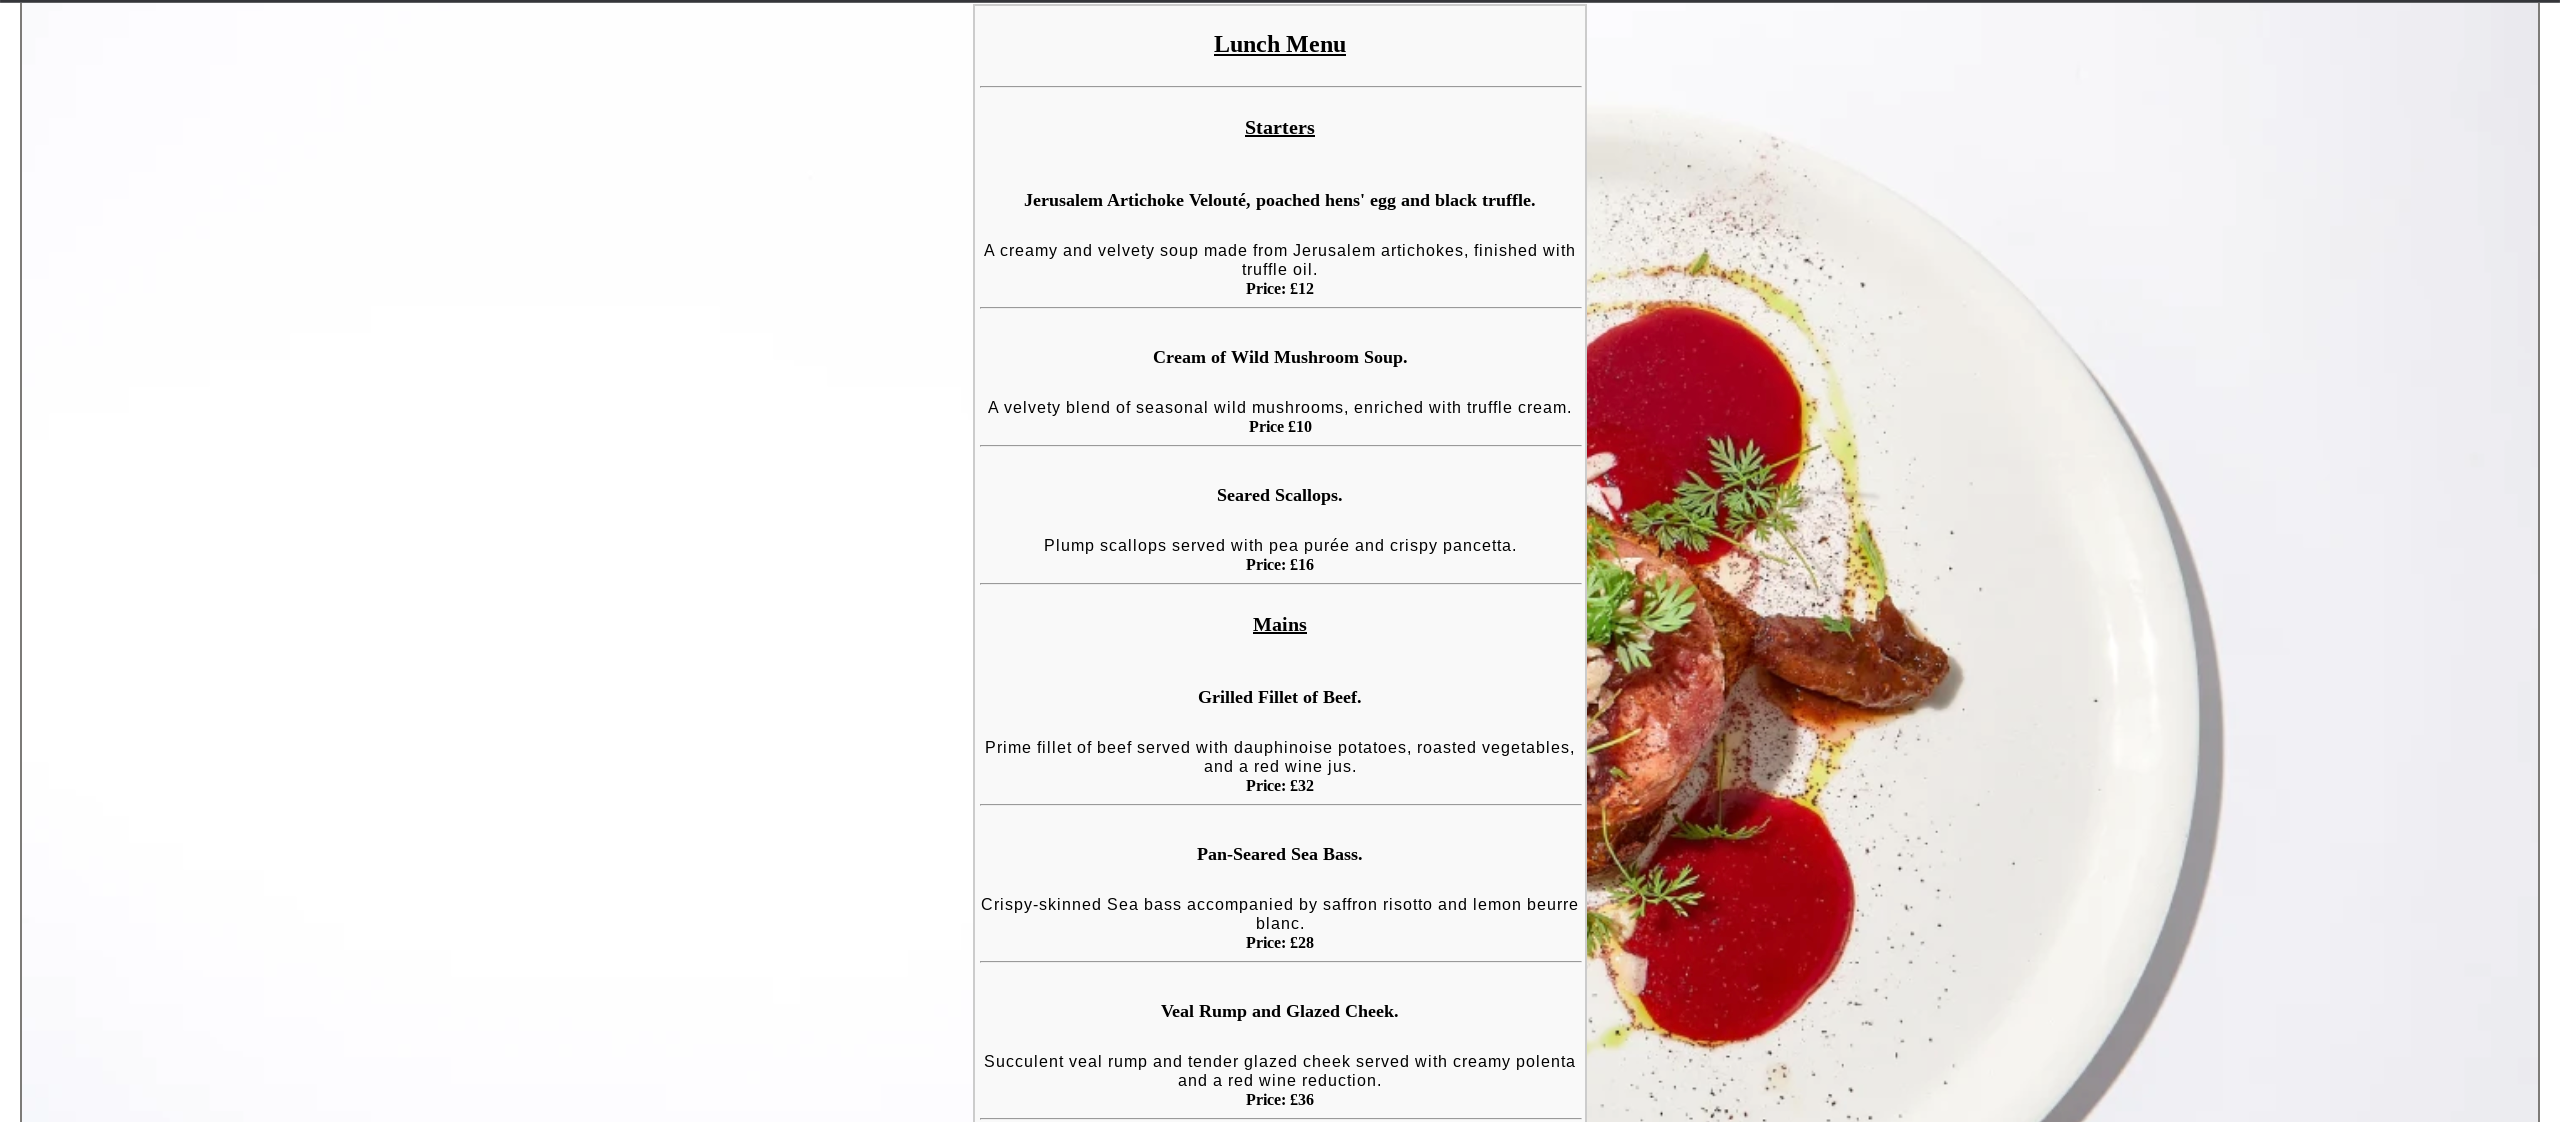 Lunch Menu
Starters
Jerusalem Artichoke Velouté, poached hens' egg and black truffle.
A creamy and velvety soup made from Jerusalem artichokes, finished with
truffle oil.
Price: £12
Cream of Wild Mushroom Soup.
A velvety blend of seasonal wild mushrooms, enriched with truffle cream.
Price £10
Seared Scallops.
Plump scallops served with pea purée and crispy pancetta.
Price: £16
Mains
Grilled Fillet of Beef.
Prime fillet of beef served with dauphinoise potatoes, roasted vegetables,
and a red wine jus.
Price: £32
Pan-Seared Sea Bass.
Crispy-skinned Sea bass accompanied by saffron risotto and lemon beurre
blanc.
Price: £28
Veal Rump and Glazed Cheek.
Succulent veal rump and tender glazed cheek served with creamy polenta
and a red wine reduction.
Price: £36